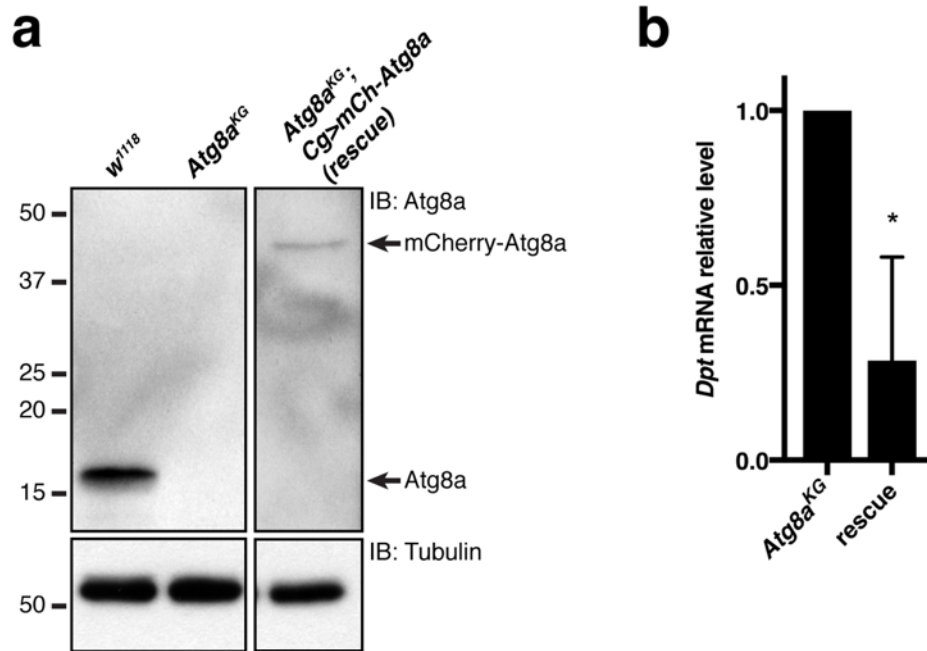 a
w1118
Atg8aKG
Atg8aKG;
Cg>mCh-Atg8a
(rescue)
50
37
25
20
15
IB: Atg8a
mCherry-Atg8a
Atg8a
IB: Tubulin
50
b
Dpt mRNA relative level
1.0
0.5
0.0
*
Atg8aKG
rescue